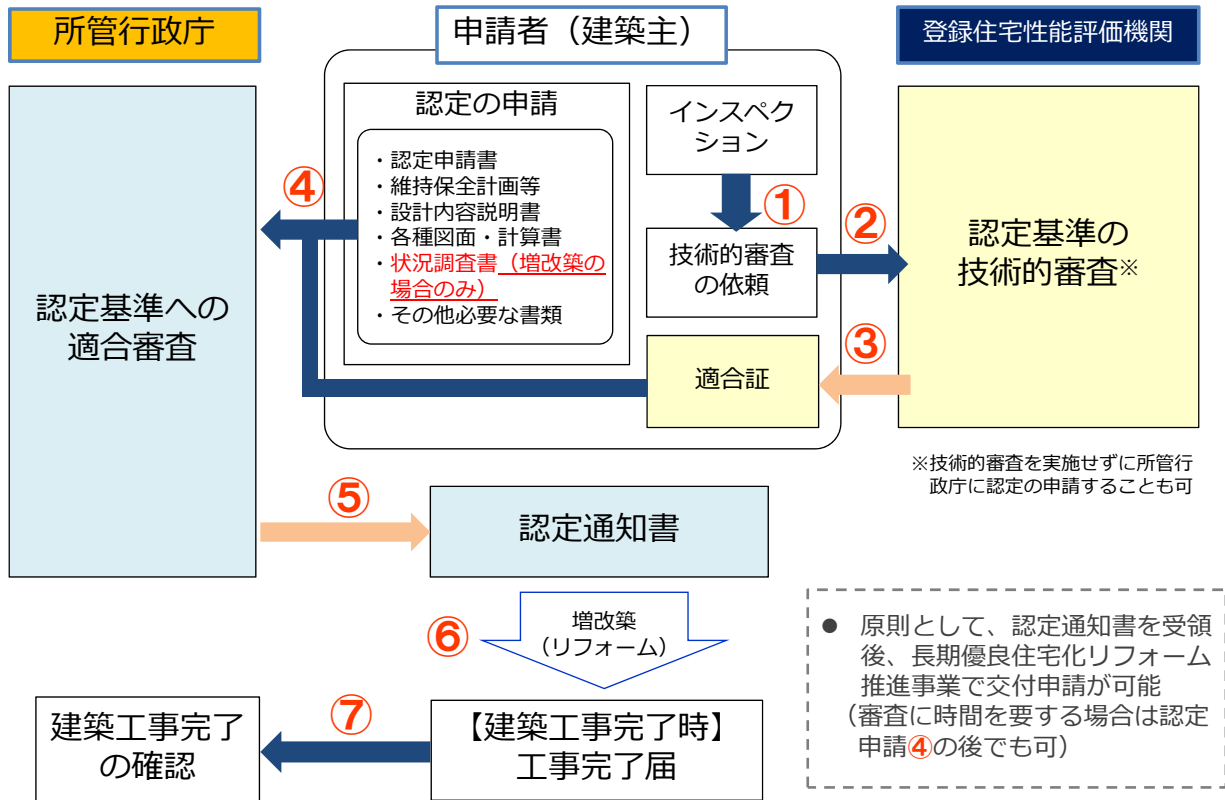 所管行政庁
申請者（建築主）
登録住宅性能評価機関
認定の申請
・認定申請書
・維持保全計画等
・設計内容説明書
・各種図面・計算書
・状況調査書（増改築の
場合のみ）
・その他必要な書類
インスペク
ション
①
技術的審査
の依頼
②
認定基準の
技術的審査※
③
適合証
④
認定基準への
適合審査
※技術的審査を実施せずに所管行
政庁に認定の申請することも可
⑤
認定通知書
⑥
増改築
（リフォーム）
● 原則として、認定通知書を受領
後、長期優良住宅化リフォーム
推進事業で交付申請が可能
（審査に時間を要する場合は認定
申請④の後でも可）
【建築工事完了時】
工事完了届
⑦
建築工事完了
の確認